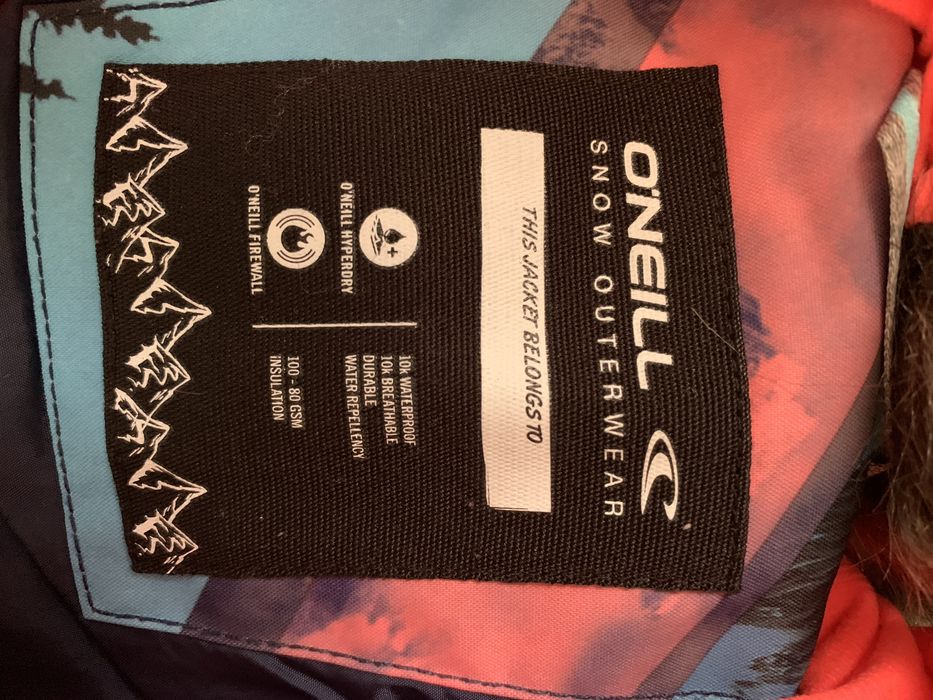 O'NEILL
SNOW OUTERWEAR
THIS JACKET BELONGS TO
O'NEILL HYPERDRY
10K WATERPROOF
10K BREATHABLE
DURABLE
WATER REPELLENCY
O'NEILL FIREWALL
100 - 80 GSM
INSULATION